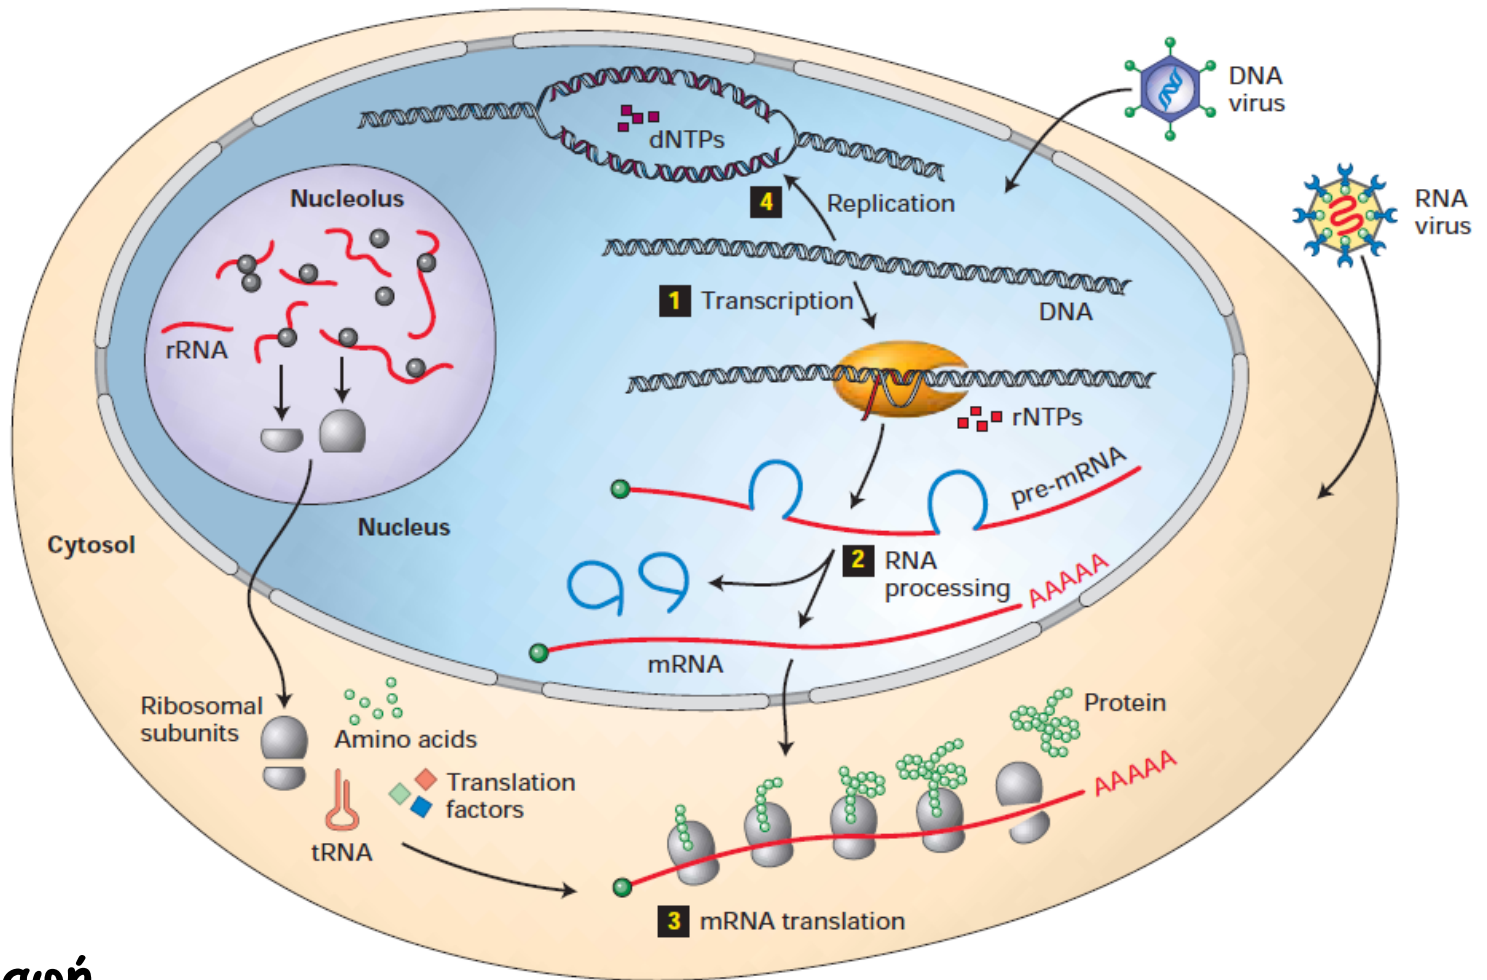 DNA
virus
RNA
virus
dNTPs
4 Replication
Nucleolus
1 Transcription
DNA
rRNA
rNTPs
pre-mRNA
Nucleus
Cytosol
2 RNA
processing
AAAAA
mRNA
Ribosomal
subunits
Amino acids
Translation
factors
tRNA
Protein
AAAAA
3 mRNA translation